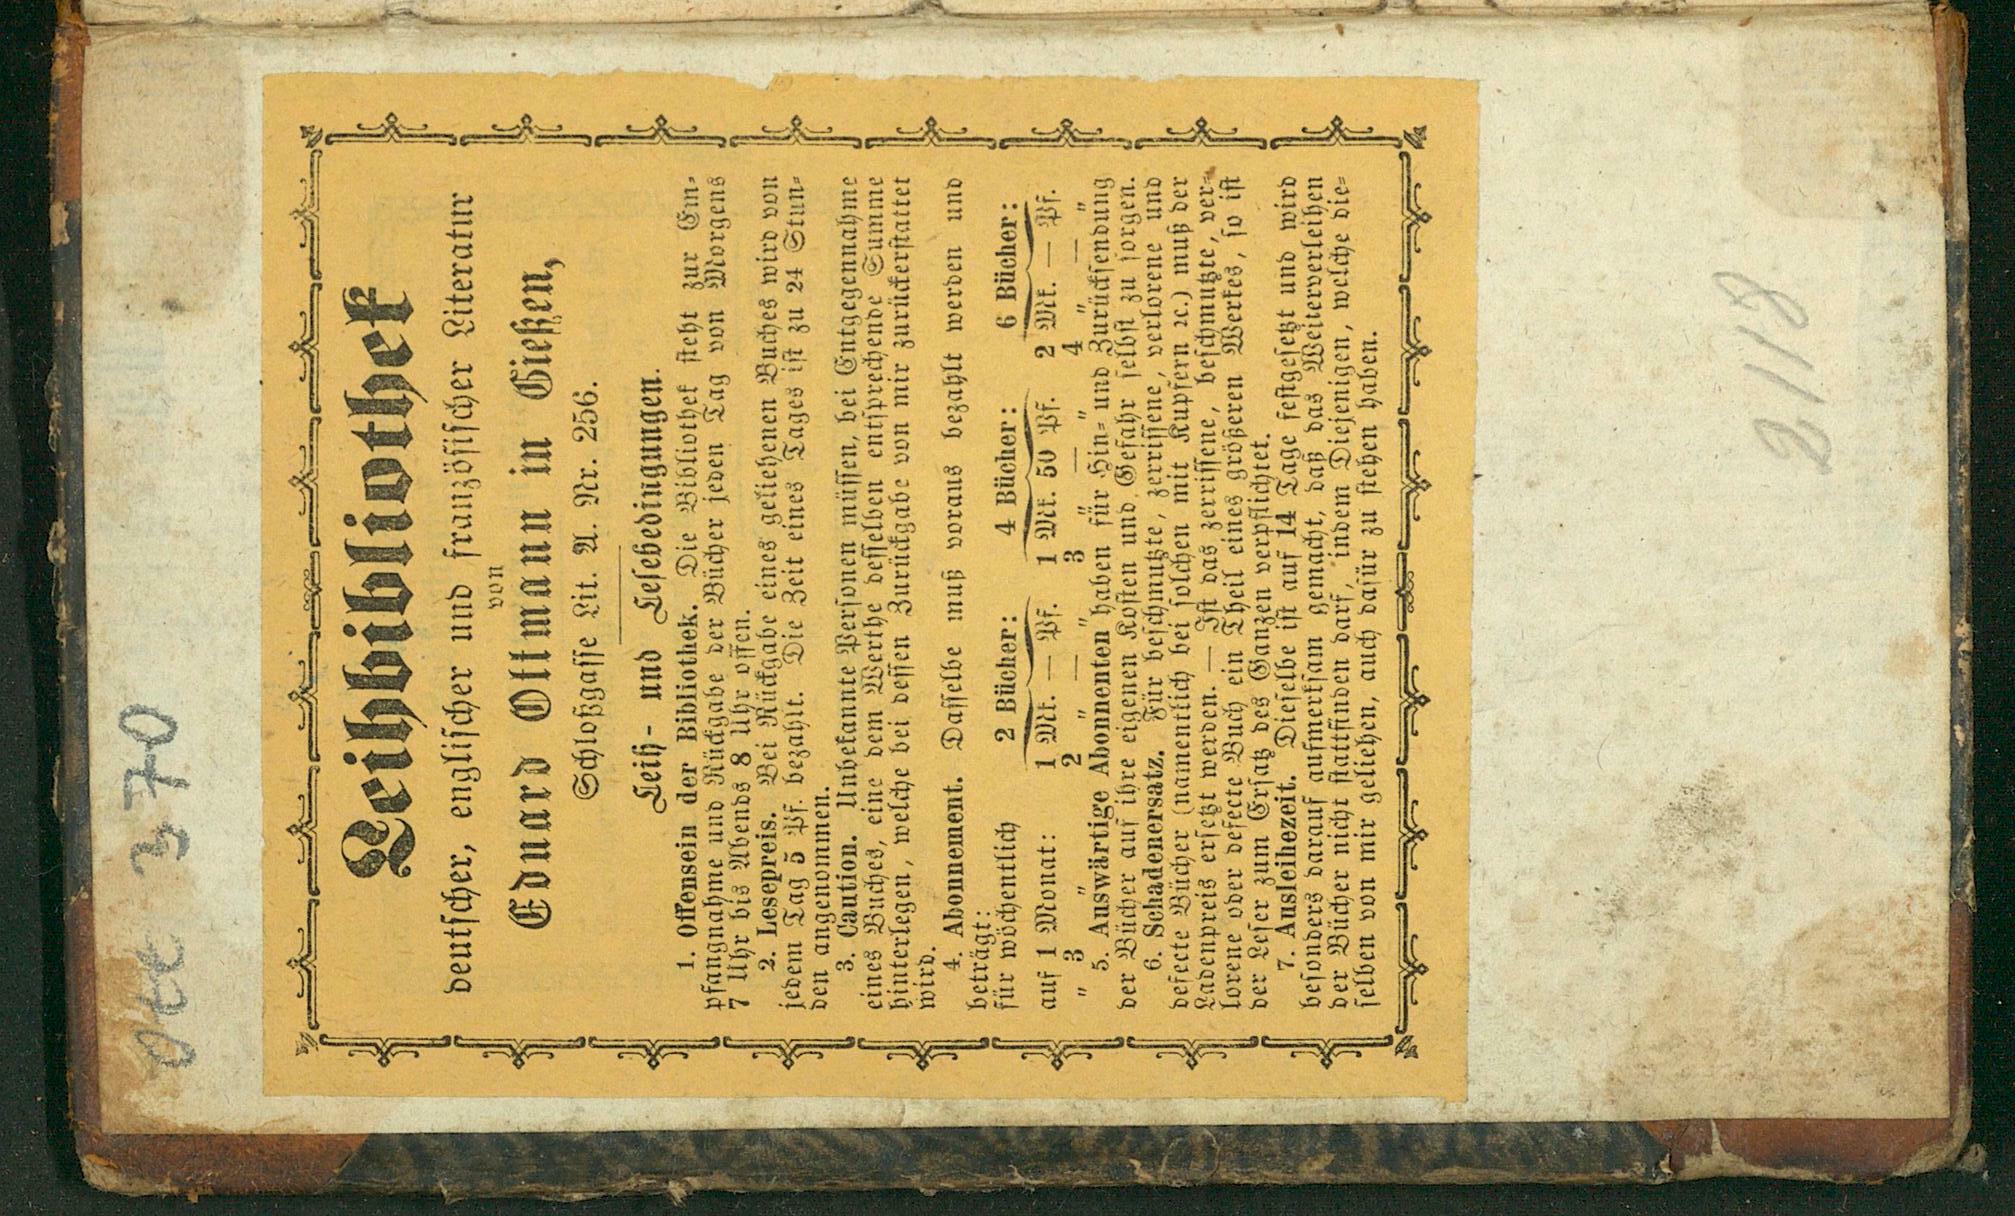 Ott 370
Leihbibliothek
deutscher, englischer und französischer Literatur
von
Eduard Ottmann in Gießen,
Schloßgasse Lit. A. Nr. 256.
Leih- und Lesebedingungen.
1. Offensein der Bibliothek. Die Bibliothek steht zur Em-
pfangnahme und Rückgabe der Bücher jeden Tag von Morgens
7 Uhr bis Abends 8 Uhr offen.
2. Lesepreis. Bei Rückgabe eines geliehenen Buches wird von
jedem Tag 5 Pf. bezahlt. Die Zeit eines Tages ist zu 24 Stun-
den angenommen.
3. Caution. Unbekannte Personen müssen, bei Entgegennahme
eines Buches, eine dem Werthe desselben entsprechende Summe
hinterlegen, welche bei dessen Zurückgabe von mir zurückerstattet
wird.
4. Abonnement. Dasselbe muß voraus bezahlt werden und
beträgt:
für wöchentlich 2 Bücher: 4 Bücher: 6 Bücher:
auf 1 Monat: 1 Mk. — Pf. 1 Mk. 50 Pf. 2 Mk. — Pf.
" 3 " 2 " — " 3 " — " 4 " — "
5. Auswärtige Abonnenten haben für Hin- und Zurücksendung
der Bücher auf ihre eigenen Kosten und Gefahr selbst zu sorgen.
6. Schadenersatz. Für beschmutzte, zerrissene, verlorene und
defecte Bücher (namentlich bei solchen mit Kupfern ꝛc.) muß der
Ladenpreis ersetzt werden. — Ist das zerrissene, beschmutzte, ver-
lorene oder defecte Buch ein Theil eines größeren Werkes, so ist
der Leser zum Ersatz des Ganzen verpflichtet.
7. Ausleihezeit. Dieselbe ist auf 14 Tage festgesetzt und wird
besonders darauf aufmerksam gemacht, daß das Weiterverleihen
der Bücher nicht stattfinden darf, indem Diejenigen, welche die-
selben von mir geliehen, auch dafür zu stehen haben.
2118